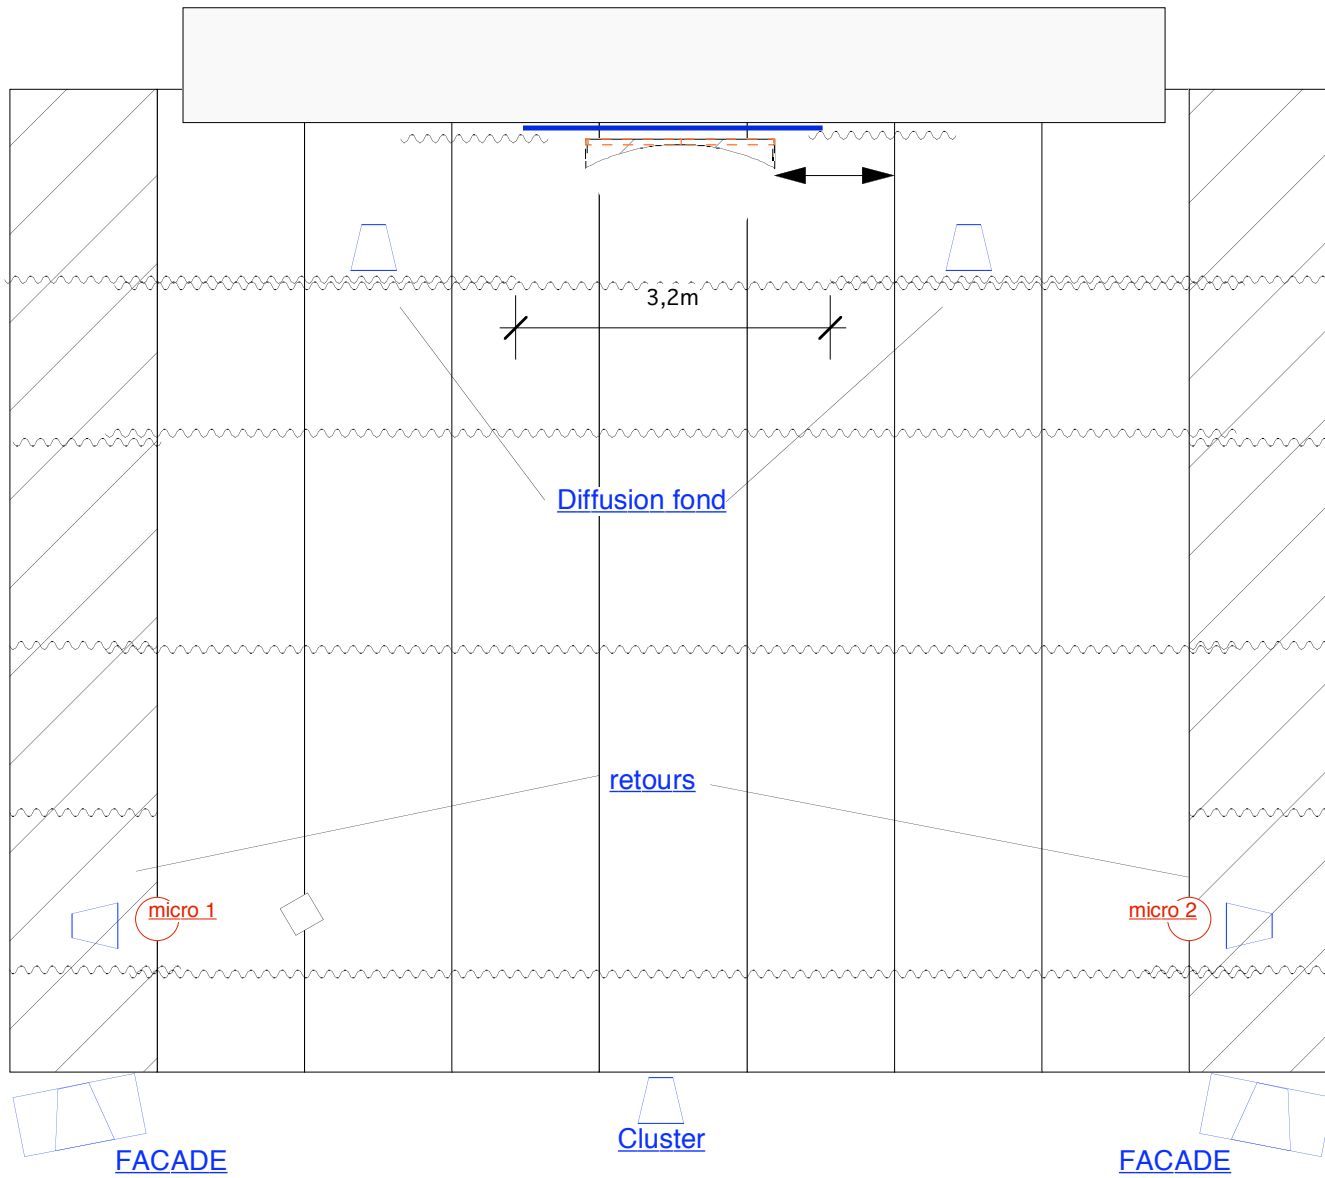 3,2m
Diffusion fond
retours
micro 1
micro 2
Cluster
FACADE
FACADE